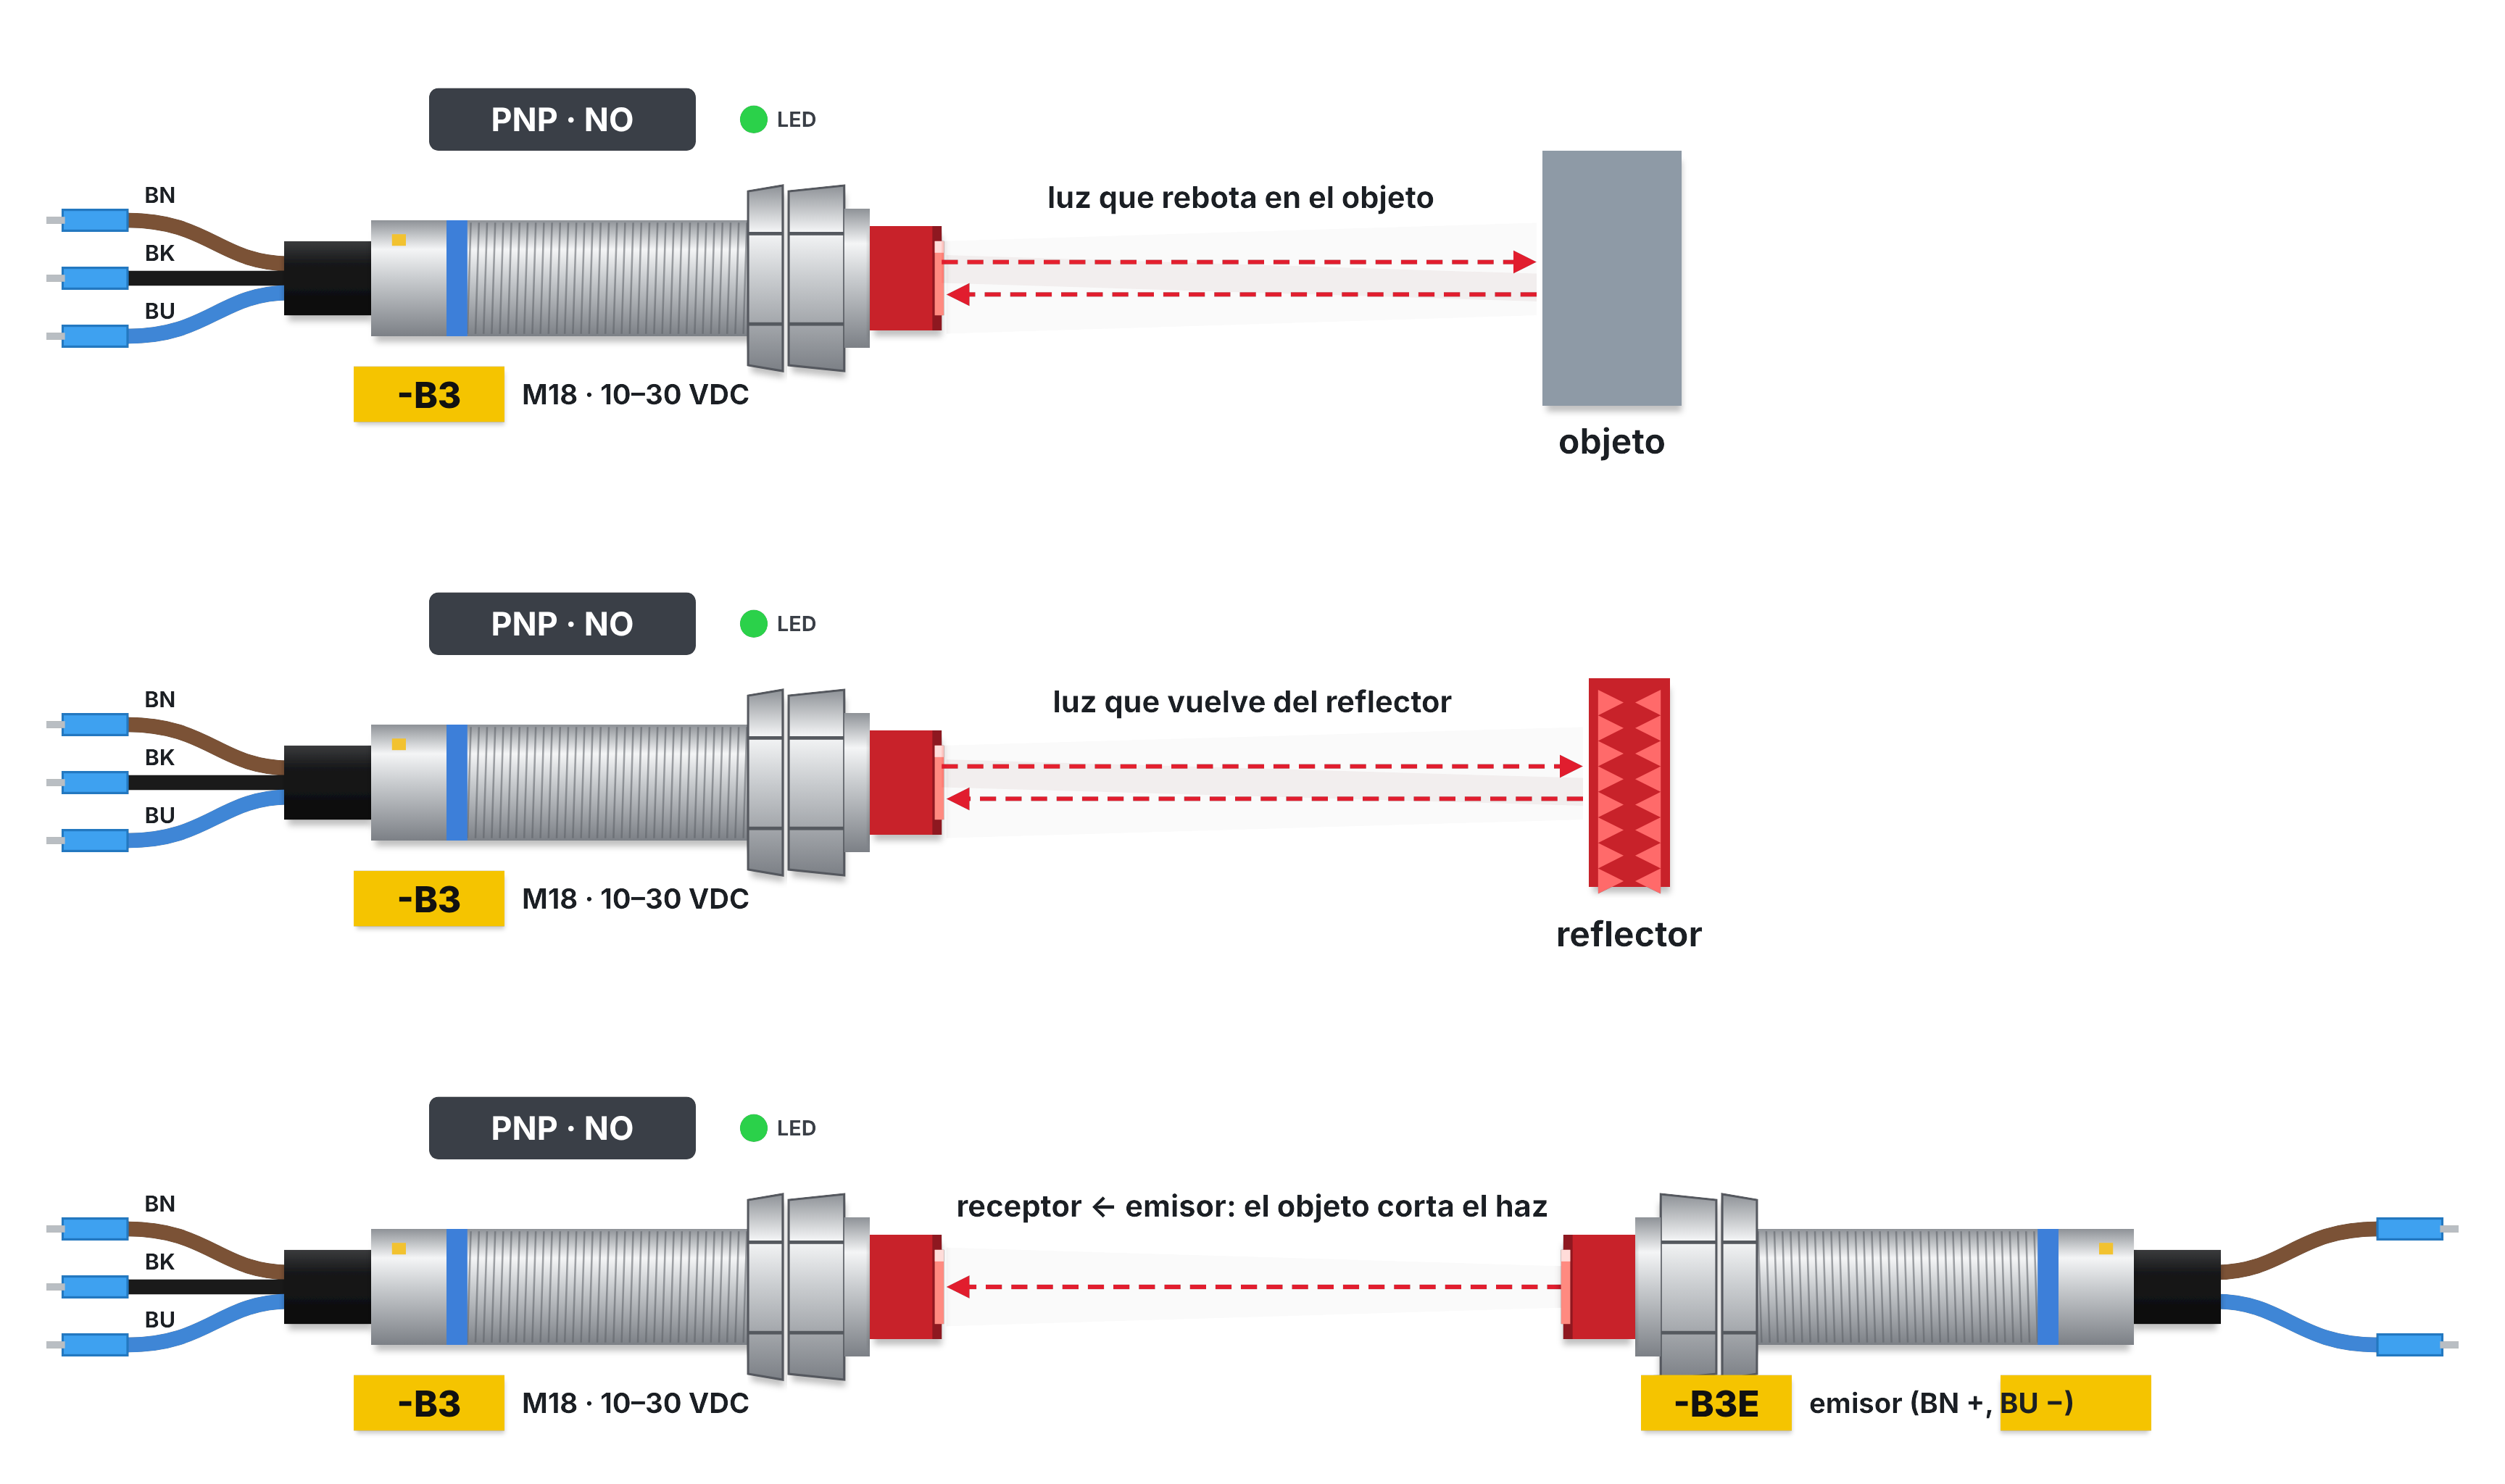 PNP · NO
LED
BN
luz que rebota en el objeto
BK
BU
-B3
M18 · 10–30 VDC
objeto
PNP · NO
LED
BN
luz que vuelve del reflector
BK
BU
-B3
M18 · 10–30 VDC
reflector
PNP · NO
LED
BN
receptor ← emisor: el objeto corta el haz
BK
BU
-B3
M18 · 10–30 VDC
-B3E
emisor (BN +, BU −)